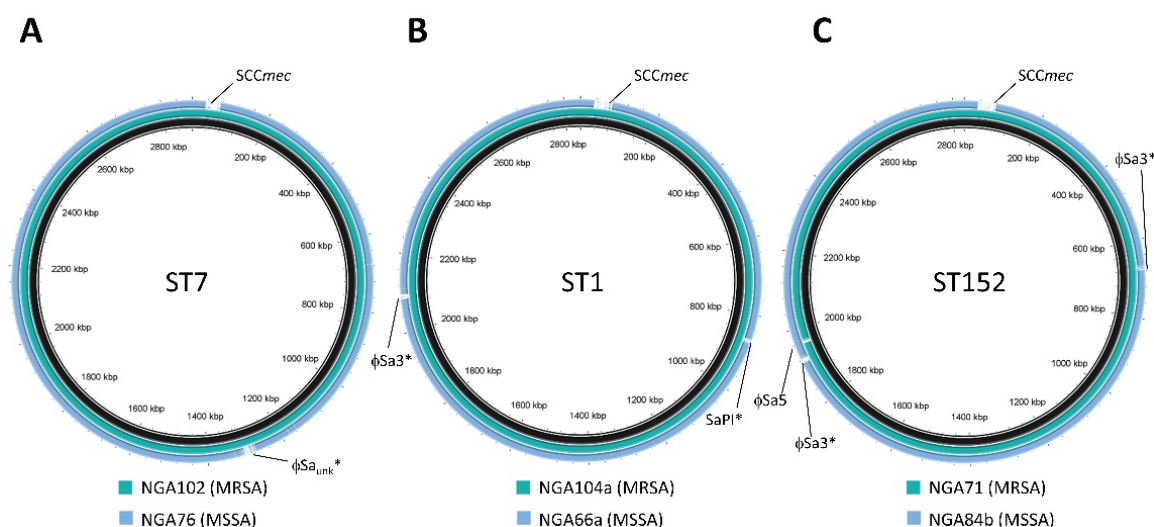 A
SCCmec
2800 kbp
200 kbp
400 kbp
600 kbp
800 kbp
1000 kbp
1200 kbp
1400 kbp
1600 kbp
1800 kbp
2000 kbp
2200 kbp
2400 kbp
2600 kbp
ST7
ϕSaunk*
NGA102 (MRSA)
NGA76 (MSSA)
B
SCCmec
2800 kbp
200 kbp
400 kbp
600 kbp
800 kbp
1000 kbp
1200 kbp
1400 kbp
1600 kbp
1800 kbp
2000 kbp
2200 kbp
2400 kbp
2600 kbp
ST1
ϕSa3*
SaPI*
NGA104a (MRSA)
NGA66a (MSSA)
C
SCCmec
ϕSa3*
2800 kbp
200 kbp
400 kbp
600 kbp
800 kbp
1000 kbp
1200 kbp
1400 kbp
1600 kbp
1800 kbp
2000 kbp
2200 kbp
2400 kbp
2600 kbp
ST152
ϕSa5
ϕSa3*
NGA71 (MRSA)
NGA84b (MSSA)